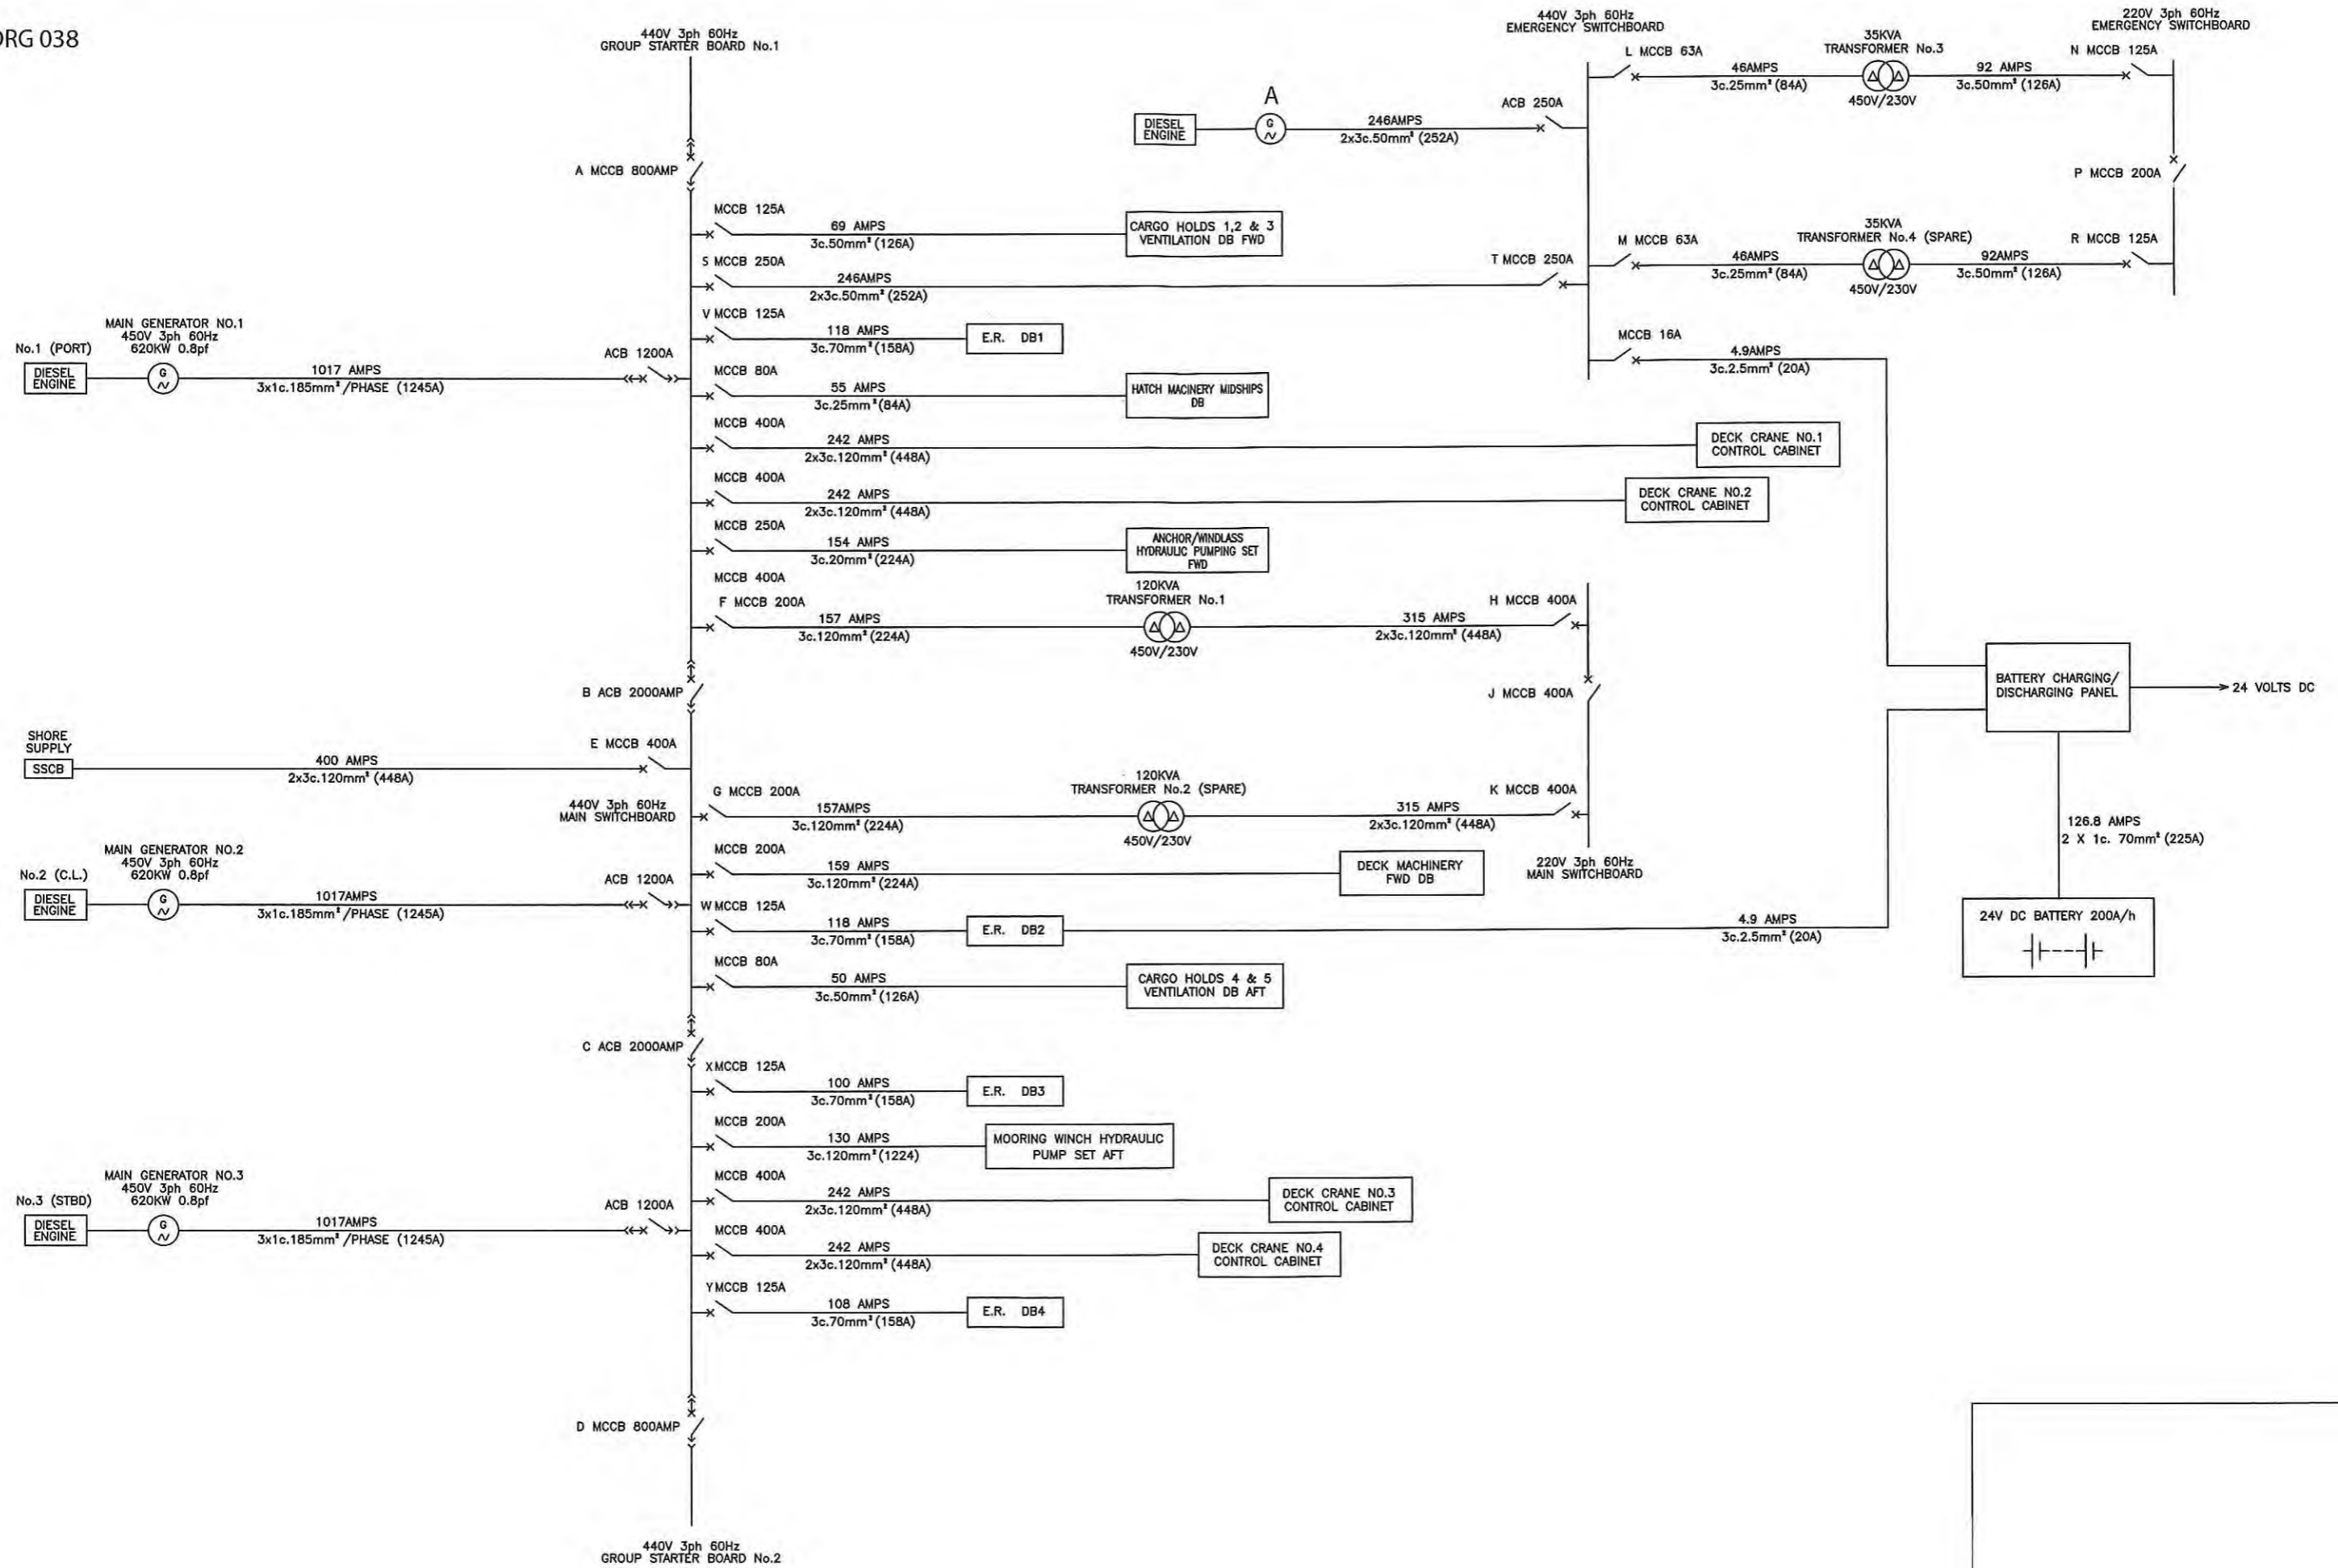 DRG 038
440V 3ph 60Hz
GROUP STARTER BOARD No.1
A MCCB 800AMP
MCCB 125A
69 AMPS
3c.50mm² (126A)
CARGO HOLDS 1,2 & 3
VENTILATION DB FWD
S MCCB 250A
246AMPS
2x3c.50mm² (252A)
T MCCB 250A
V MCCB 125A
118 AMPS
3c.70mm² (158A)
E.R. DB1
No.1 (PORT)
DIESEL
ENGINE
MAIN GENERATOR NO.1
450V 3ph 60Hz
620KW 0.8pf
G
1017 AMPS
3x1c.185mm² /PHASE (1245A)
ACB 1200A
MCCB 80A
55 AMPS
3c.25mm² (84A)
HATCH MACINERY MIDSHIPS
DB
MCCB 400A
242 AMPS
2x3c.120mm² (448A)
DECK CRANE NO.1
CONTROL CABINET
MCCB 400A
242 AMPS
2x3c.120mm² (448A)
DECK CRANE NO.2
CONTROL CABINET
MCCB 250A
154 AMPS
3c.20mm² (224A)
ANCHOR/WINDLASS
HYDRAULIC PUMPING SET
FWD
MCCB 400A
F MCCB 200A
157 AMPS
3c.120mm² (224A)
120KVA
TRANSFORMER No.1
450V/230V
315 AMPS
2x3c.120mm² (448A)
H MCCB 400A
B ACB 2000AMP
J MCCB 400A
SHORE
SUPPLY
SSCB
400 AMPS
2x3c.120mm² (448A)
E MCCB 400A
440V 3ph 60Hz
MAIN SWITCHBOARD
G MCCB 200A
157AMPS
3c.120mm² (224A)
120KVA
TRANSFORMER No.2 (SPARE)
450V/230V
315 AMPS
2x3c.120mm² (448A)
K MCCB 400A
220V 3ph 60Hz
MAIN SWITCHBOARD
MCCB 200A
159 AMPS
3c.120mm² (224A)
DECK MACHINERY
FWD DB
No.2 (C.L.)
DIESEL
ENGINE
MAIN GENERATOR NO.2
450V 3ph 60Hz
620KW 0.8pf
G
1017AMPS
3x1c.185mm² /PHASE (1245A)
ACB 1200A
W MCCB 125A
118 AMPS
3c.70mm² (158A)
E.R. DB2
4.9 AMPS
3c.2.5mm² (20A)
MCCB 80A
50 AMPS
3c.50mm² (126A)
CARGO HOLDS 4 & 5
VENTILATION DB AFT
C ACB 2000AMP
X MCCB 125A
100 AMPS
3c.70mm² (158A)
E.R. DB3
MCCB 200A
130 AMPS
3c.120mm² (1224)
MOORING WINCH HYDRAULIC
PUMP SET AFT
No.3 (STBD)
DIESEL
ENGINE
MAIN GENERATOR NO.3
450V 3ph 60Hz
620KW 0.8pf
G
1017AMPS
3x1c.185mm² /PHASE (1245A)
ACB 1200A
MCCB 400A
242 AMPS
2x3c.120mm² (448A)
DECK CRANE NO.3
CONTROL CABINET
MCCB 400A
242 AMPS
2x3c.120mm² (448A)
DECK CRANE NO.4
CONTROL CABINET
Y MCCB 125A
108 AMPS
3c.70mm² (158A)
E.R. DB4
D MCCB 800AMP
440V 3ph 60Hz
GROUP STARTER BOARD No.2
440V 3ph 60Hz
EMERGENCY SWITCHBOARD
DIESEL
ENGINE
A
G
246AMPS
2x3c.50mm² (252A)
ACB 250A
L MCCB 63A
46AMPS
3c.25mm² (84A)
35KVA
TRANSFORMER No.3
450V/230V
92 AMPS
3c.50mm² (126A)
N MCCB 125A
220V 3ph 60Hz
EMERGENCY SWITCHBOARD
P MCCB 200A
M MCCB 63A
46AMPS
3c.25mm² (84A)
35KVA
TRANSFORMER No.4 (SPARE)
450V/230V
92AMPS
3c.50mm² (126A)
R MCCB 125A
MCCB 16A
4.9AMPS
3c.2.5mm² (20A)
BATTERY CHARGING/
DISCHARGING PANEL
24 VOLTS DC
126.8 AMPS
2 X 1c. 70mm² (225A)
24V DC BATTERY 200A/h